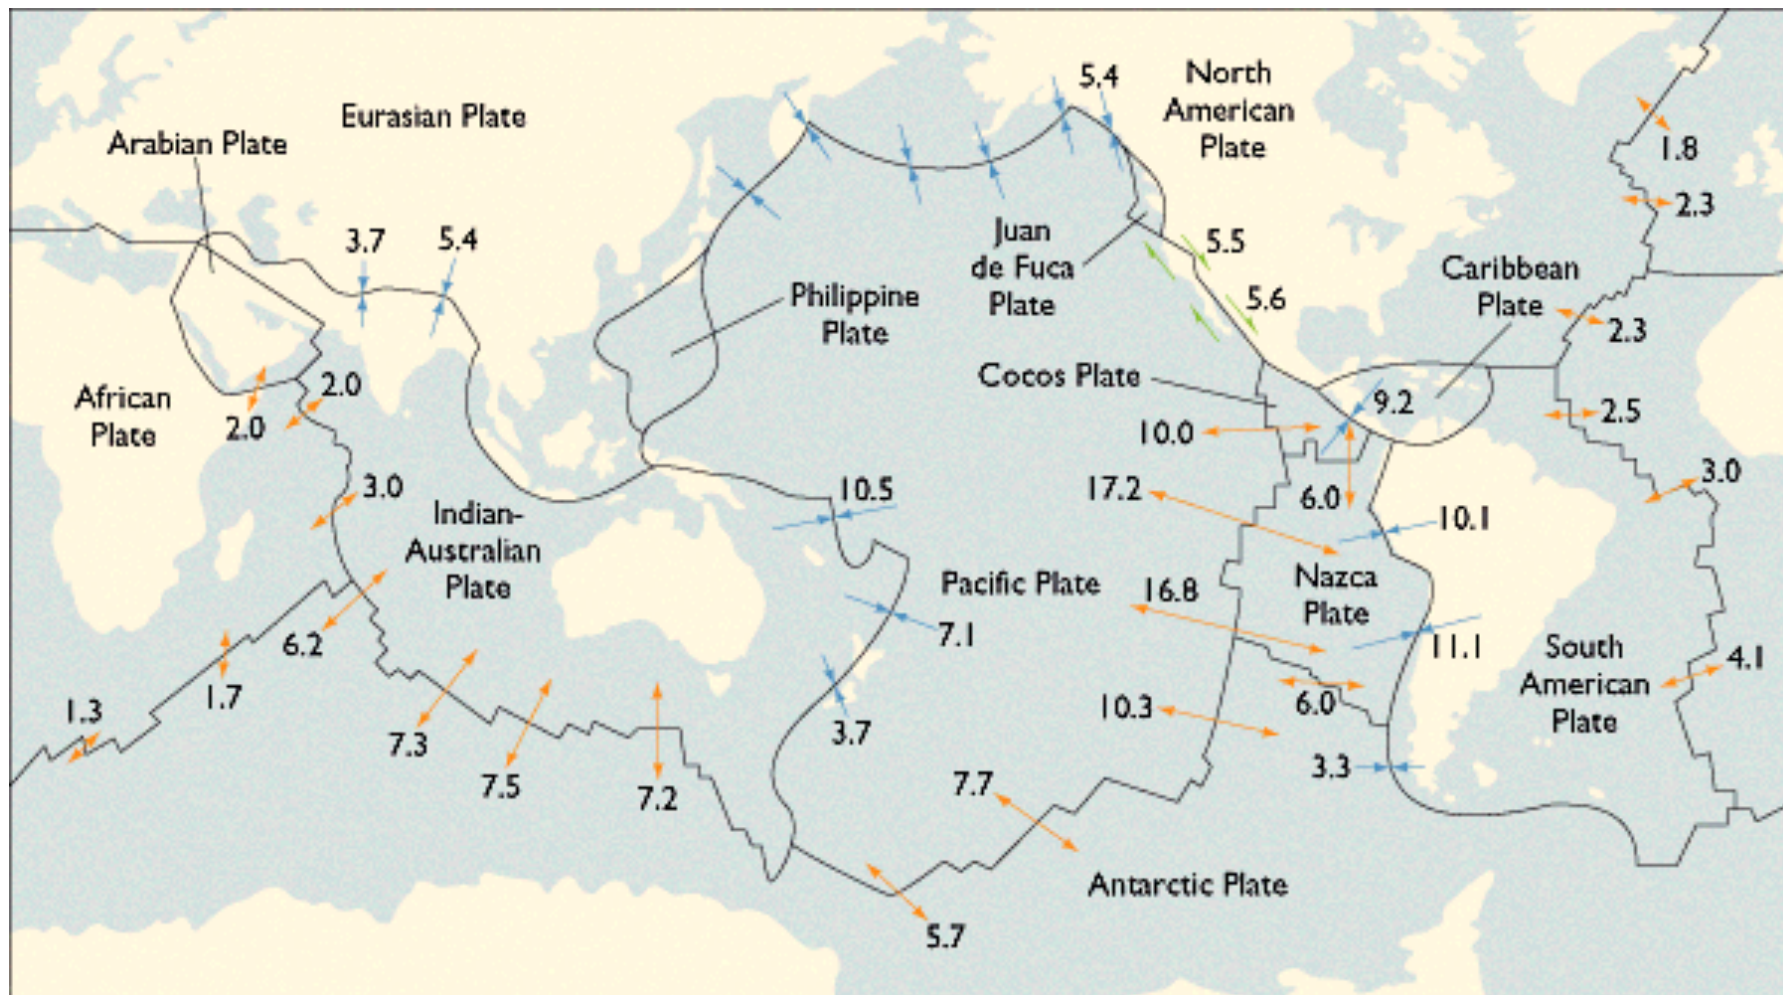 5.4
North
American
Plate
Eurasian Plate
Arabian Plate
1.8
2.3
3.7
5.4
Juan
de Fuca
Plate
5.5
5.6
Caribbean
Plate
Philippine
Plate
2.3
Cocos Plate
African
Plate
2.0
2.0
9.2
2.5
10.0
3.0
Indian-
Australian
Plate
10.5
17.2
6.0
10.1
3.0
Pacific Plate
16.8
Nazca
Plate
6.2
7.1
11.1
South
American
Plate
4.1
1.7
1.3
7.3
3.7
10.3
6.0
7.5
7.2
7.7
3.3
Antarctic Plate
5.7